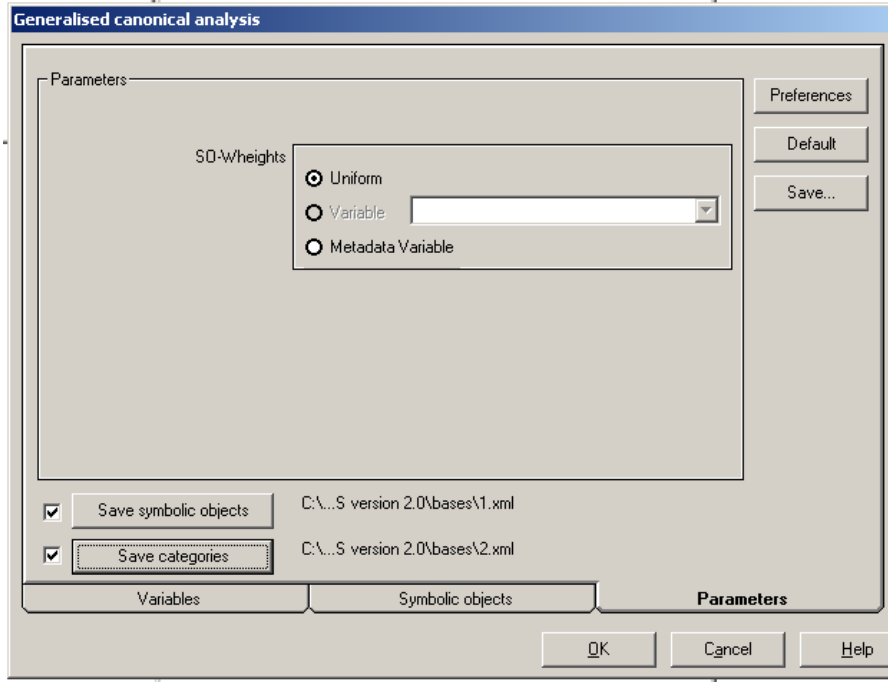 Generalised canonical analysis
Parameters
Preferences
Default
Save...
SO-Wheights
Uniform
Variable
Metadada Variable
Save symbolic objects C:\...S version 2.0\bases\1.xml
Save categories C:\...S version 2.0\bases\2.xml
Variables Symbolic objects Parameters
OK Cancel Help